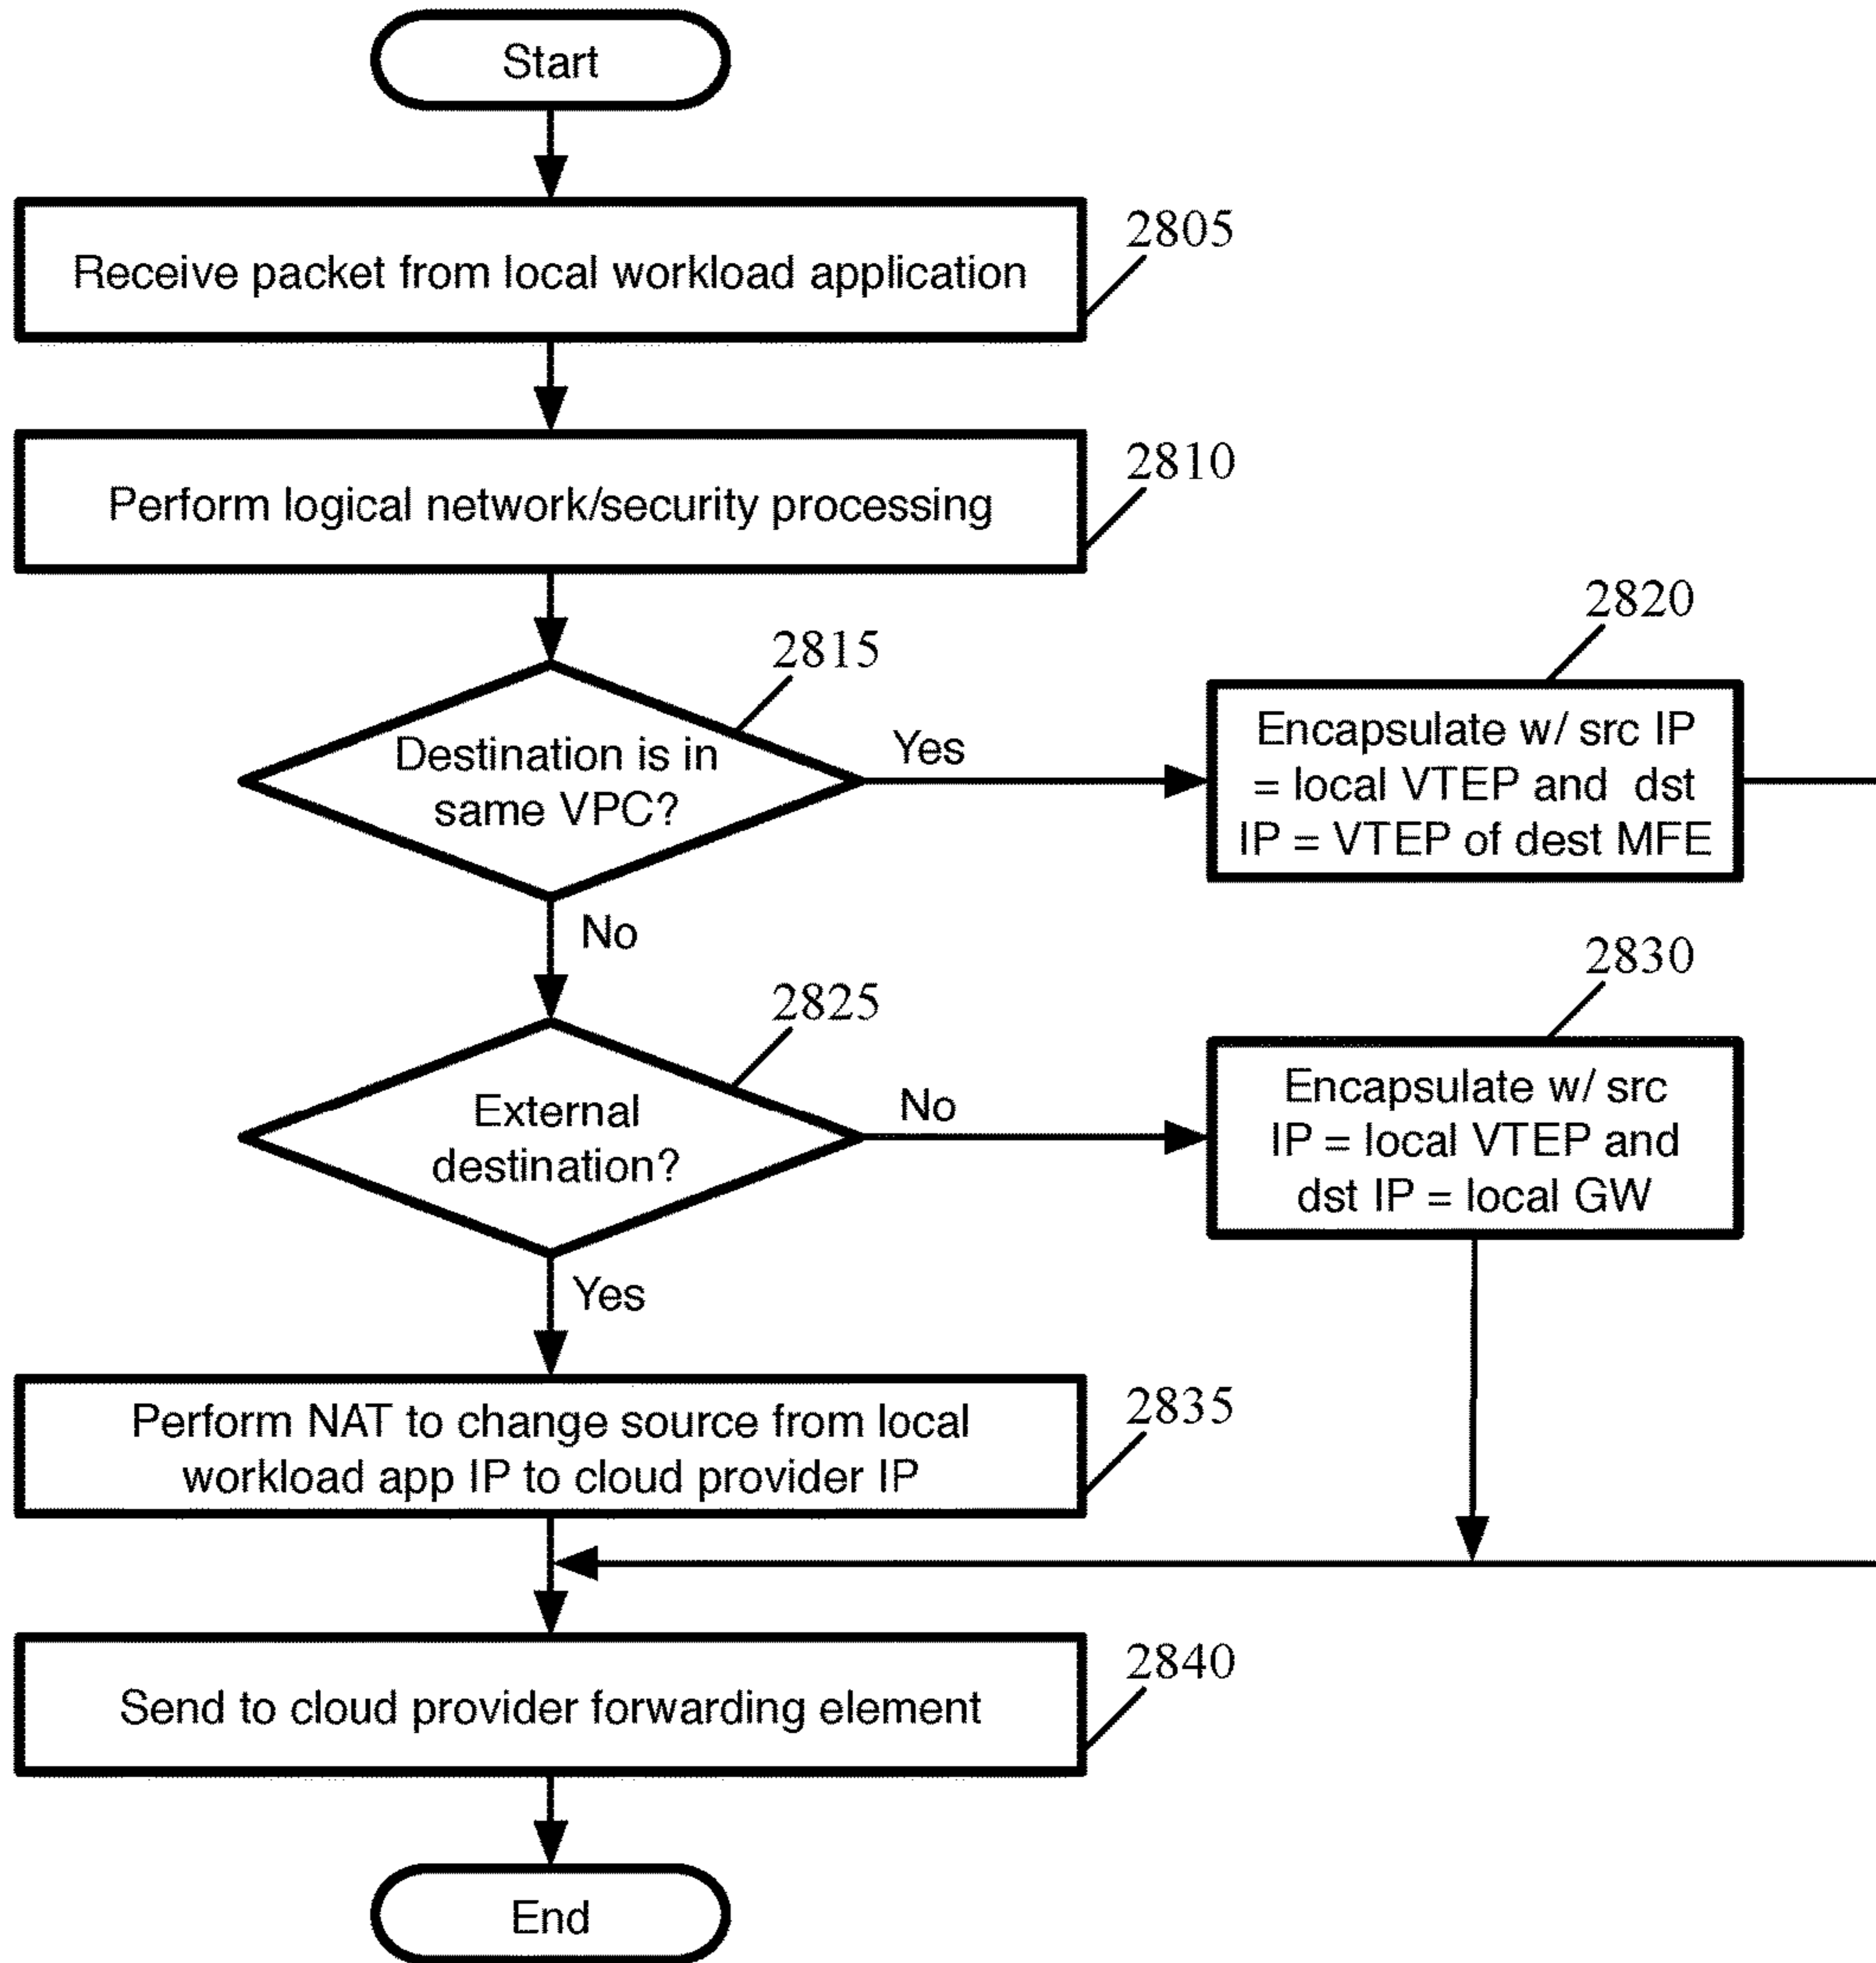 Start
2805
Receive packet from local workload application
2810
Perform logical network/security processing
2815
Destination is in
same VPC?
Yes
2820
Encapsulate w/ src IP
= local VTEP and dst
IP = VTEP of dest MFE
No
2825
External
destination?
No
2830
Encapsulate w/ src
IP = local VTEP and
dst IP = local GW
Yes
2835
Perform NAT to change source from local
workload app IP to cloud provider IP
2840
Send to cloud provider forwarding element
End